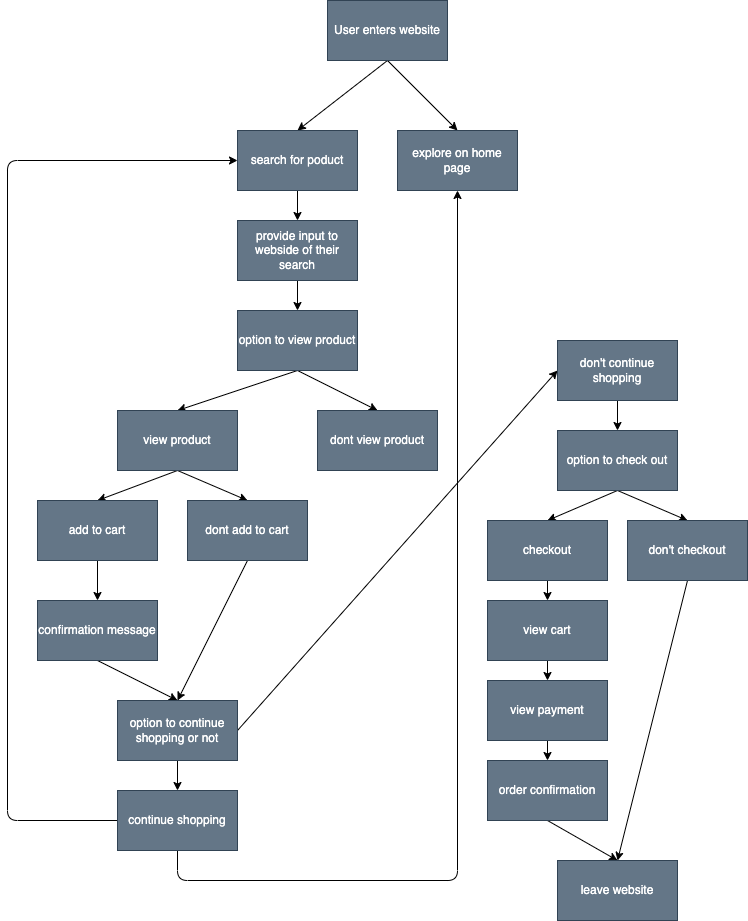 User enters website
search for poduct
explore on home
page
provide input to
webside of their
search
option to view product
don't continue
shopping
view product
dont view product
option to check out
add to cart
dont add to cart
checkout
don't checkout
confirmation message
view cart
option to continue
shopping or not
view payment
continue shopping
order confirmation
leave website